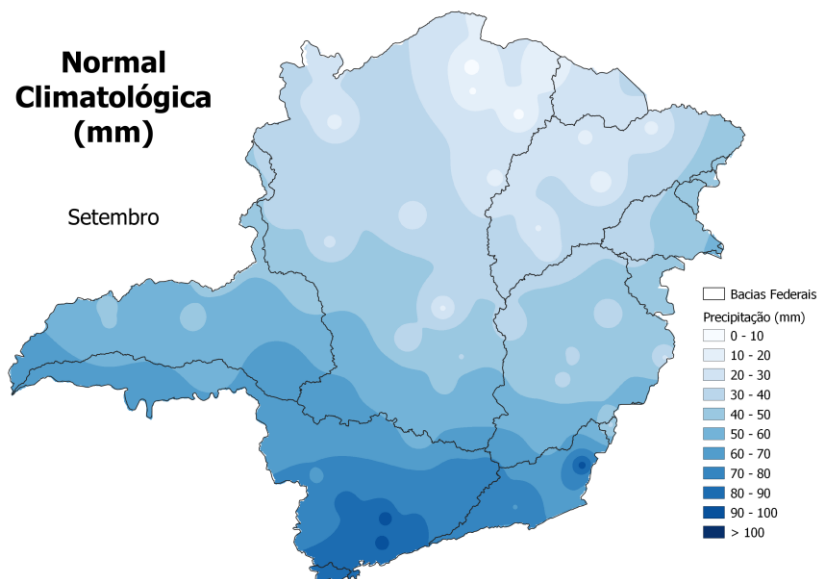 Normal
Climatológica
(mm)
Setembro
Bacias Federais
Precipitação (mm)
0 - 10
10 - 20
20 - 30
30 - 40
40 - 50
50 - 60
60 - 70
70 - 80
80 - 90
90 - 100
> 100